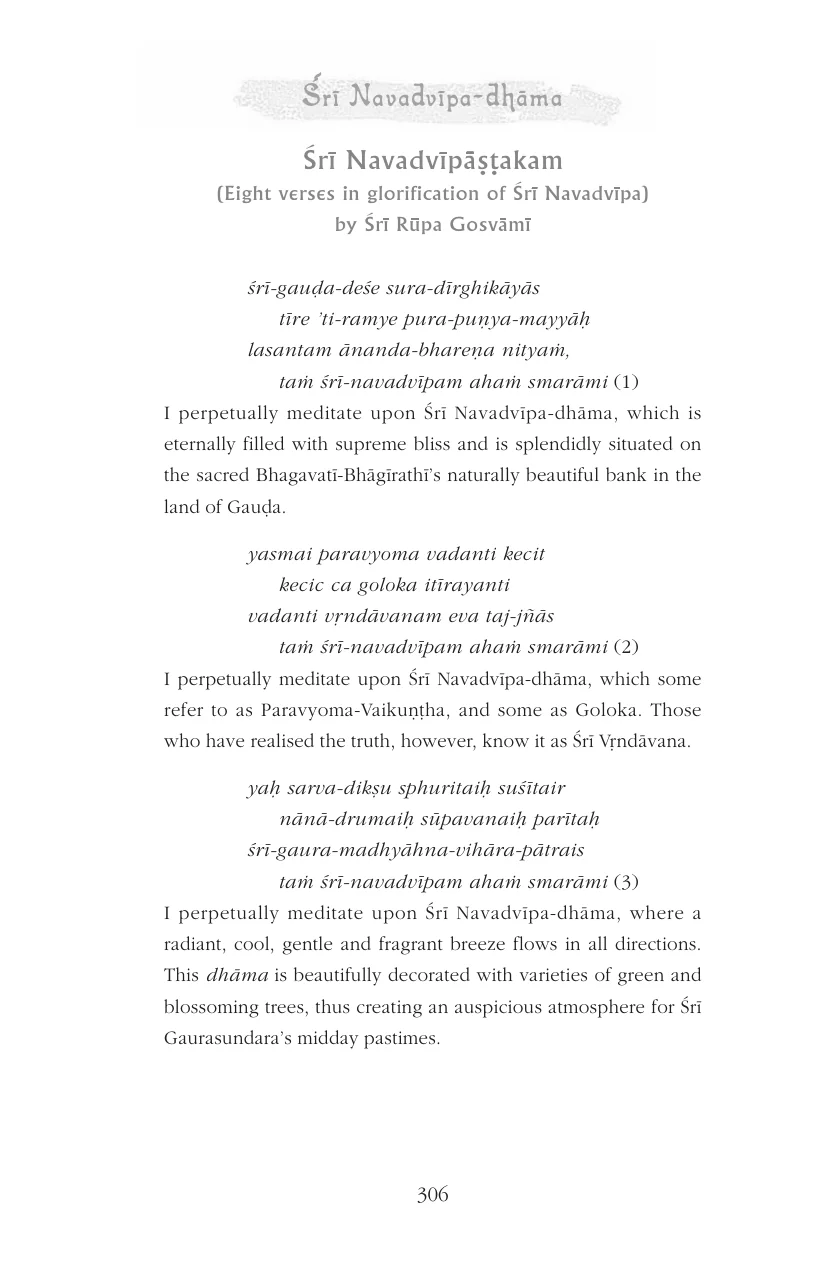 Śrī Navadvīpa-dhāma
Śrī Navadvīpāṣṭakam
(Eight verses in glorification of Śrī Navadvīpa)
by Śrī Rūpa Gosvāmī
śrī-gauḍa-deśe sura-dīrghikāyās
tīre ’ti-ramye pura-puṇya-mayyāḥ
lasantam ānanda-bhareṇa nityaṁ,
taṁ śrī-navadvīpam ahaṁ smarāmi (1)
I perpetually meditate upon Śrī Navadvīpa-dhāma, which is
eternally filled with supreme bliss and is splendidly situated on
the sacred Bhagavatī-Bhāgīrathī’s naturally beautiful bank in the
land of Gauḍa.
yasmai paravyoma vadanti kecit
kecic ca goloka itīrayanti
vadanti vṛndāvanam eva taj-jñās
taṁ śrī-navadvīpam ahaṁ smarāmi (2)
I perpetually meditate upon Śrī Navadvīpa-dhāma, which some
refer to as Paravyoma-Vaikuṇṭha, and some as Goloka. Those
who have realised the truth, however, know it as Śrī Vṛndāvana.
yaḥ sarva-dikṣu sphuritaiḥ suśītair
nānā-drumaiḥ sūpavanaiḥ parītaḥ
śrī-gaura-madhyāhna-vihāra-pātrais
taṁ śrī-navadvīpam ahaṁ smarāmi (3)
I perpetually meditate upon Śrī Navadvīpa-dhāma, where a
radiant, cool, gentle and fragrant breeze flows in all directions.
This dhāma is beautifully decorated with varieties of green and
blossoming trees, thus creating an auspicious atmosphere for Śrī
Gaurasundara’s midday pastimes.
306